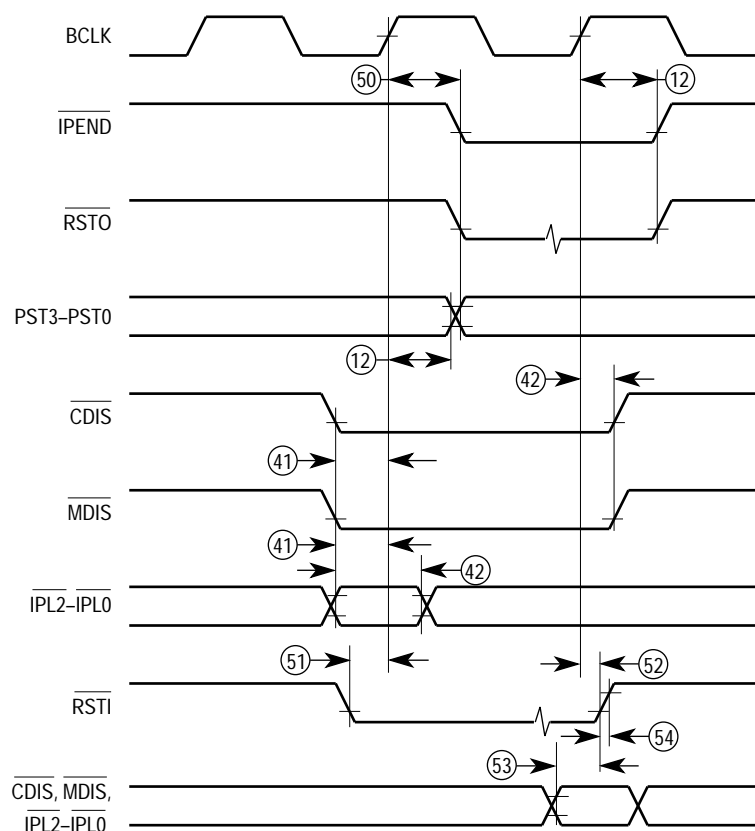 BCLK
50
12
IPEND
RSTO
PST3–PST0
12
42
CDIS
41
MDIS
41
42
IPL2–IPL0
51
52
RSTI
54
53
CDIS, MDIS,
IPL2–IPL0